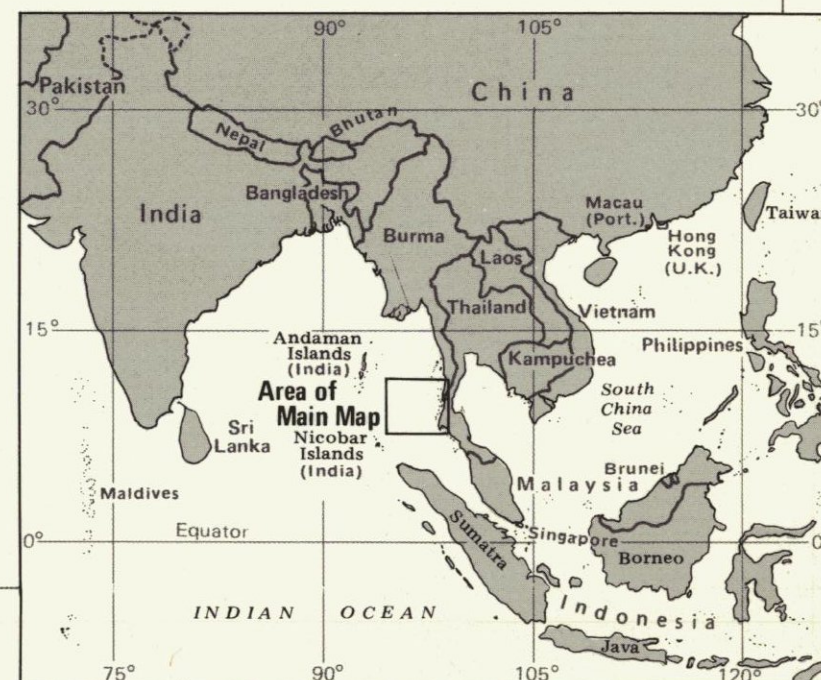 90°
105°
Pakistan
China
30°
30°
Nepal
Bhutan
Bangladesh
India
Burma
Macau
(Port.)
Taiwa
Hong
Kong
(U.K.)
Laos
Thailand
Vietnam
15°
15°
Andaman
Islands
(India)
Philippines
Kampuchea
Area of
Main Map
South
China
Sea
Sri
Lanka
Nicobar
Islands
(India)
Brunei
Malaysia
Maldives
Equator
0°
0
Singapore
Sumatra
Borneo
INDIAN OCEAN
Indonesia
Java
75°
90°
105°
120°